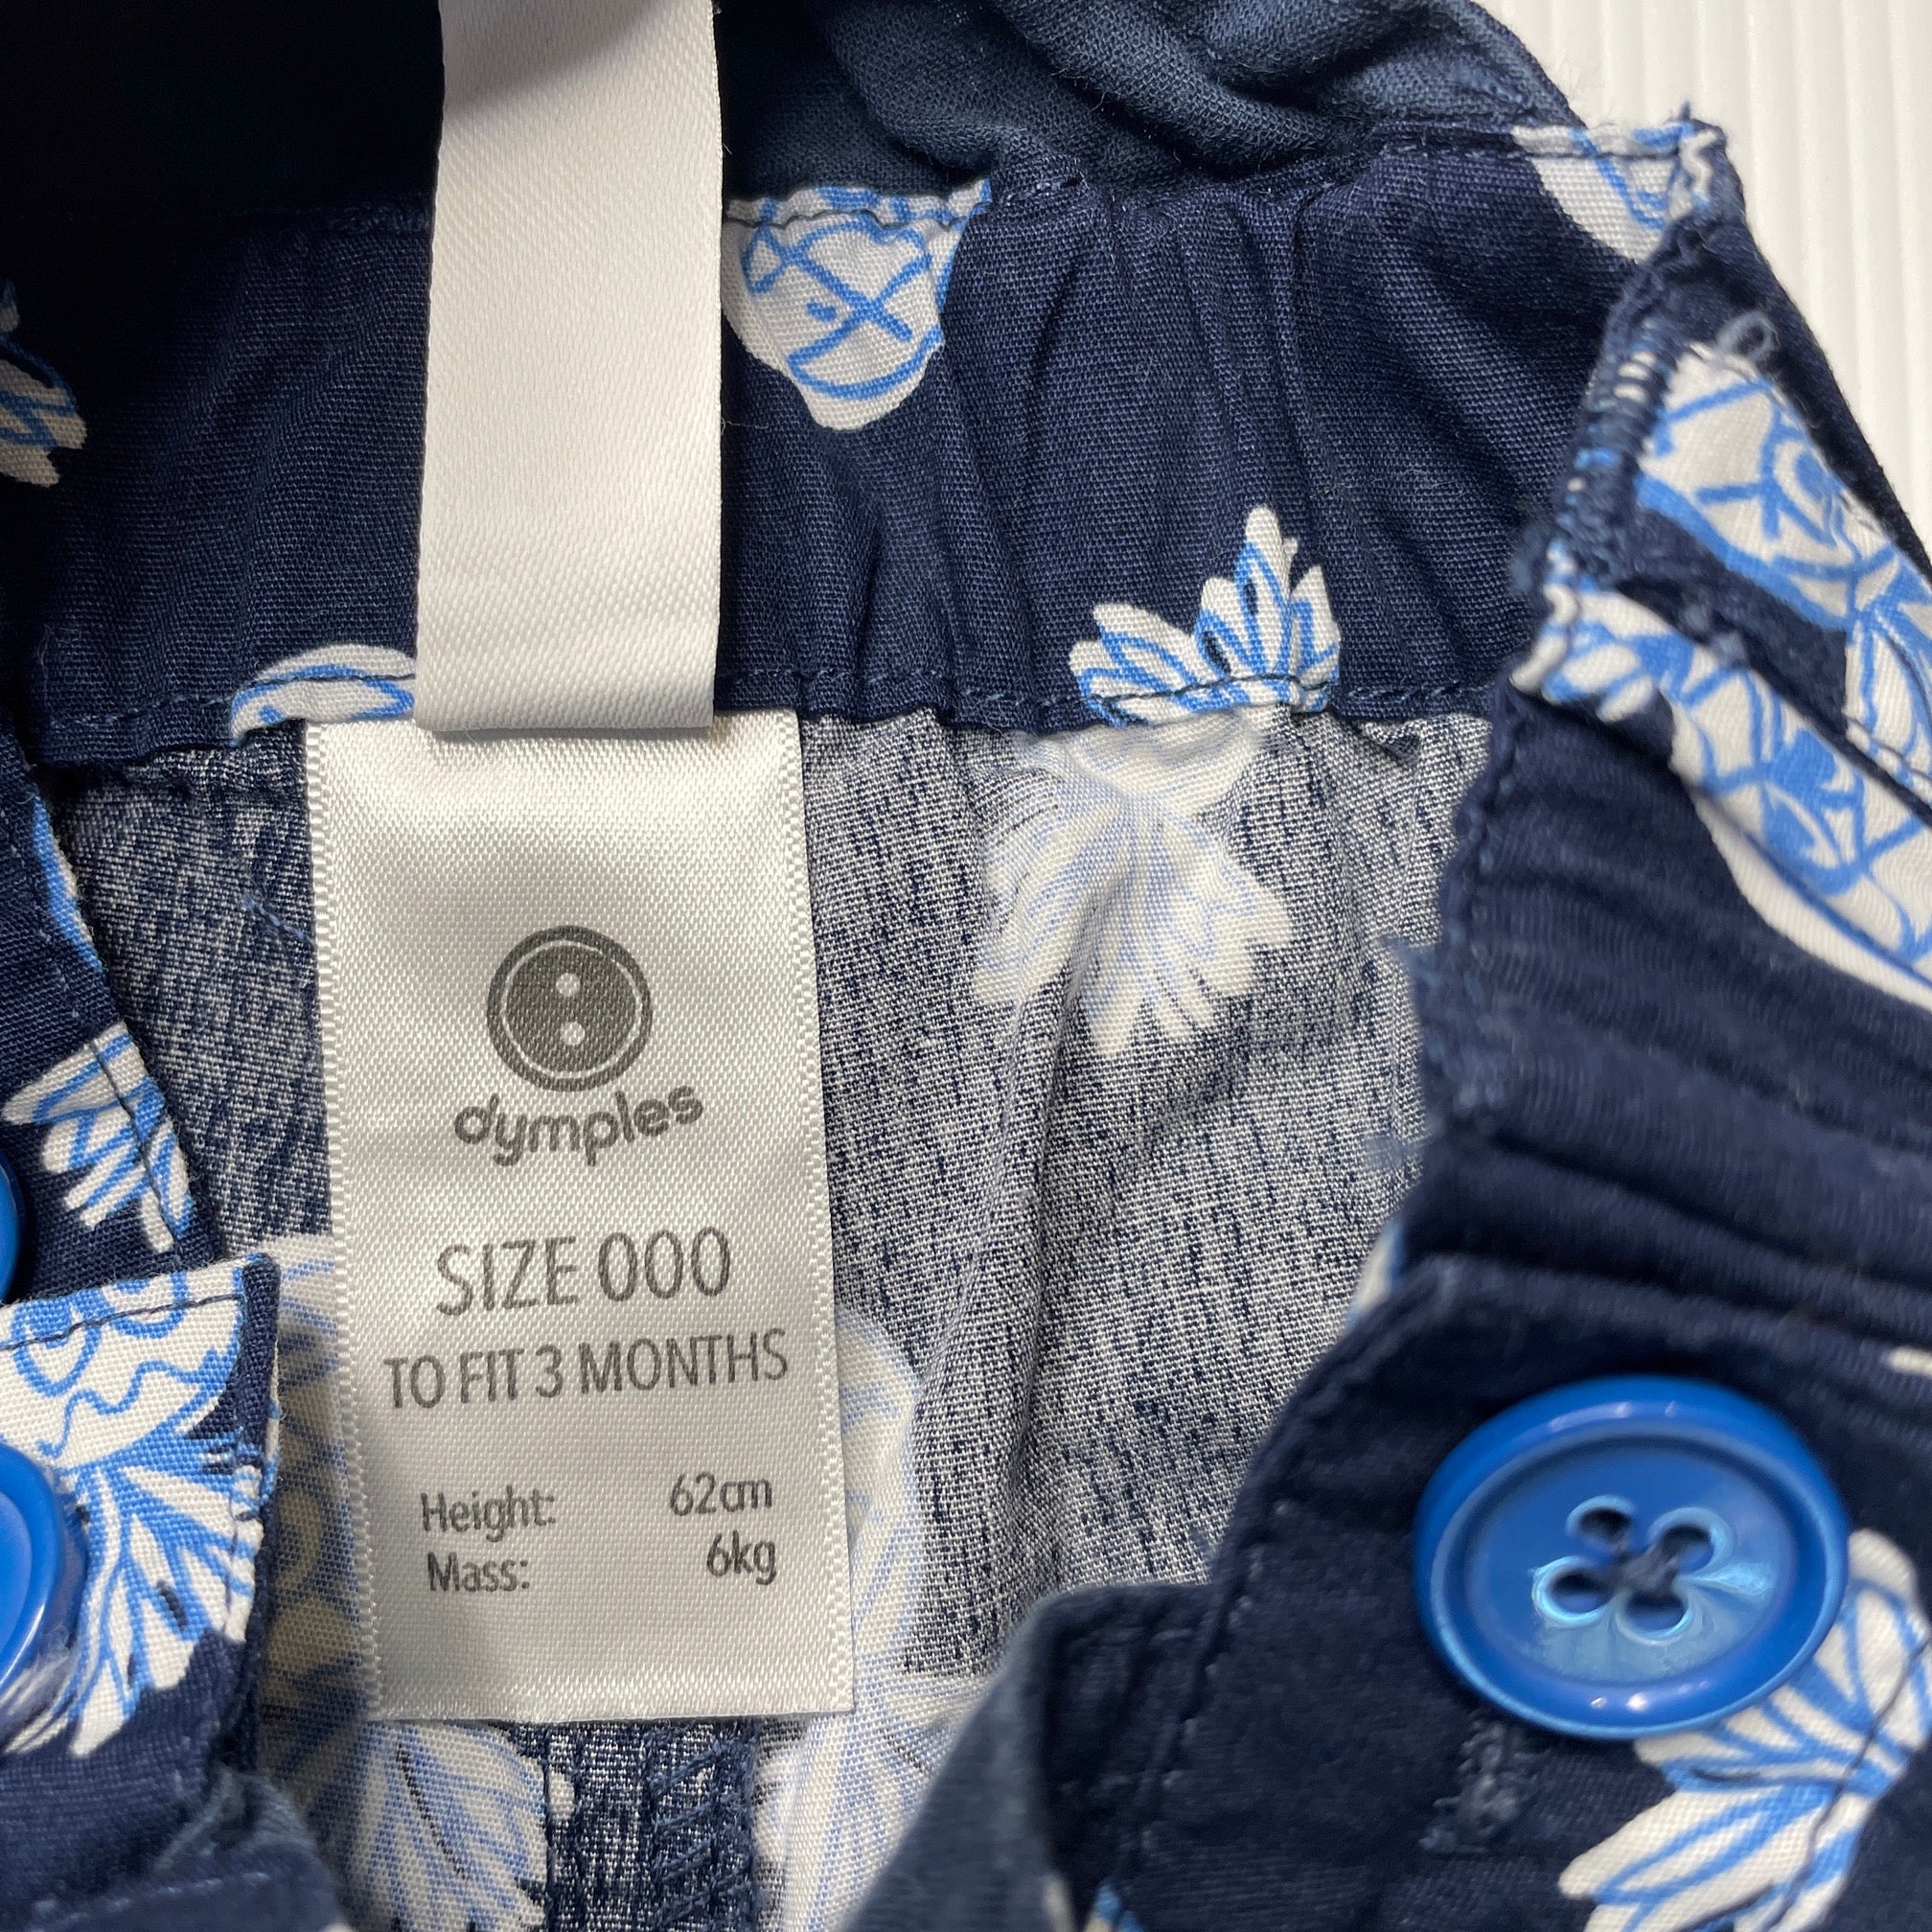 dymples
SIZE 000
TO FIT 3 MONTHS
Height: 62cm
Mass: 6kg